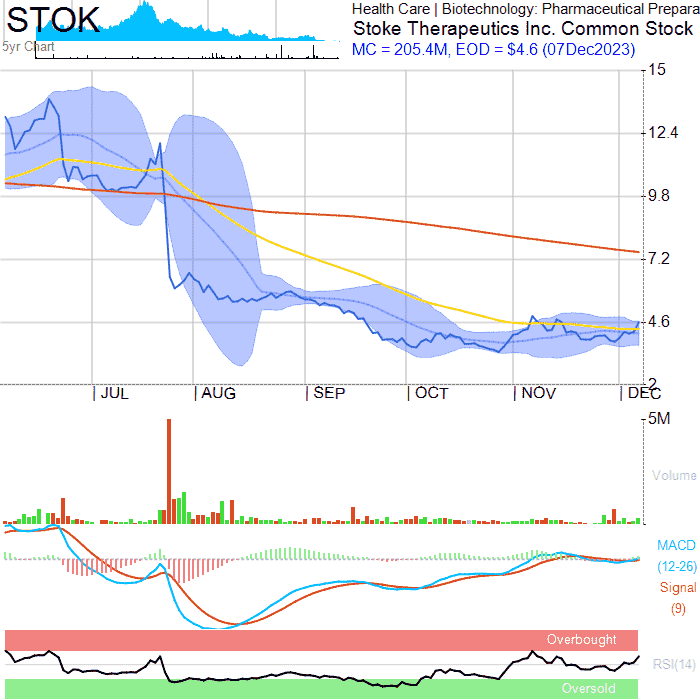 STOK
5yr Chart
Health Care | Biotechnology: Pharmaceutical Prepara
Stoke Therapeutics Inc. Common Stock
MC = 205.4M, EOD = $4.6 (07Dec2023)
15
12.4
9.8
7.2
4.6
2
JUL AUG SEP OCT NOV DEC
5M
Volume
MACD
(12-26)
Signal
(9)
Overbought
RSI(14)
Oversold